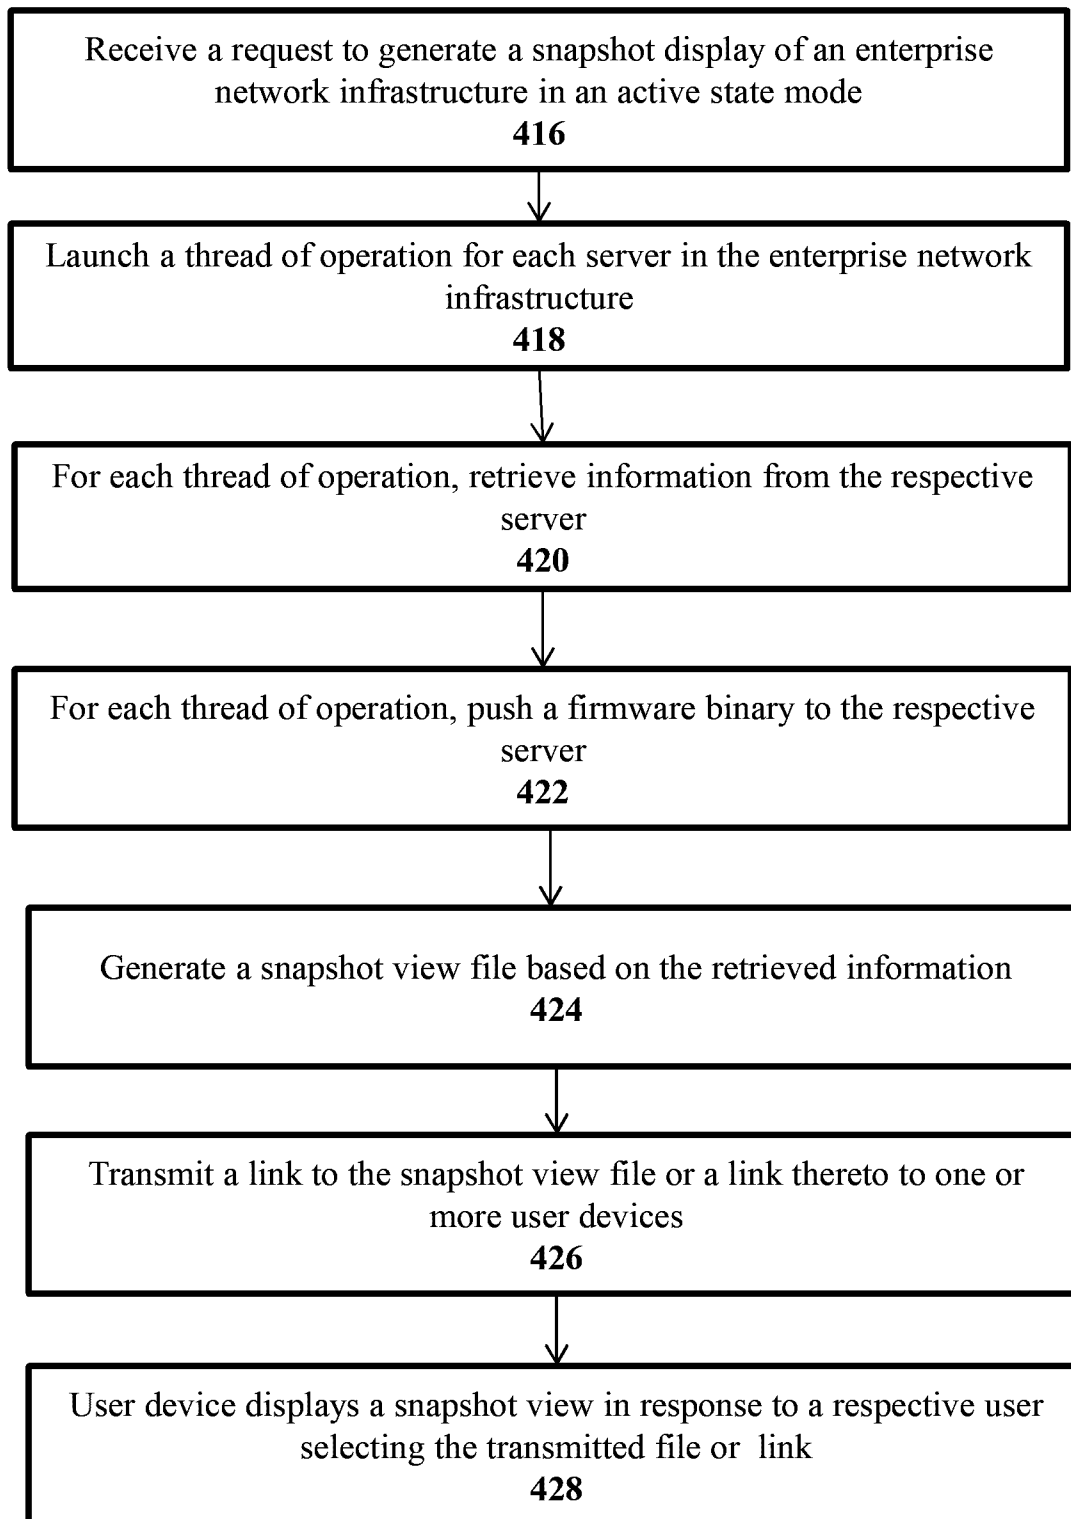 Receive a request to generate a snapshot display of an enterprise
network infrastructure in an active state mode
416
Launch a thread of operation for each server in the enterprise network
infrastructure
418
For each thread of operation, retrieve information from the respective
server
420
For each thread of operation, push a firmware binary to the respective
server
422
Generate a snapshot view file based on the retrieved information
424
Transmit a link to the snapshot view file or a link thereto to one or
more user devices
426
User device displays a snapshot view in response to a respective user
selecting the transmitted file or link
428